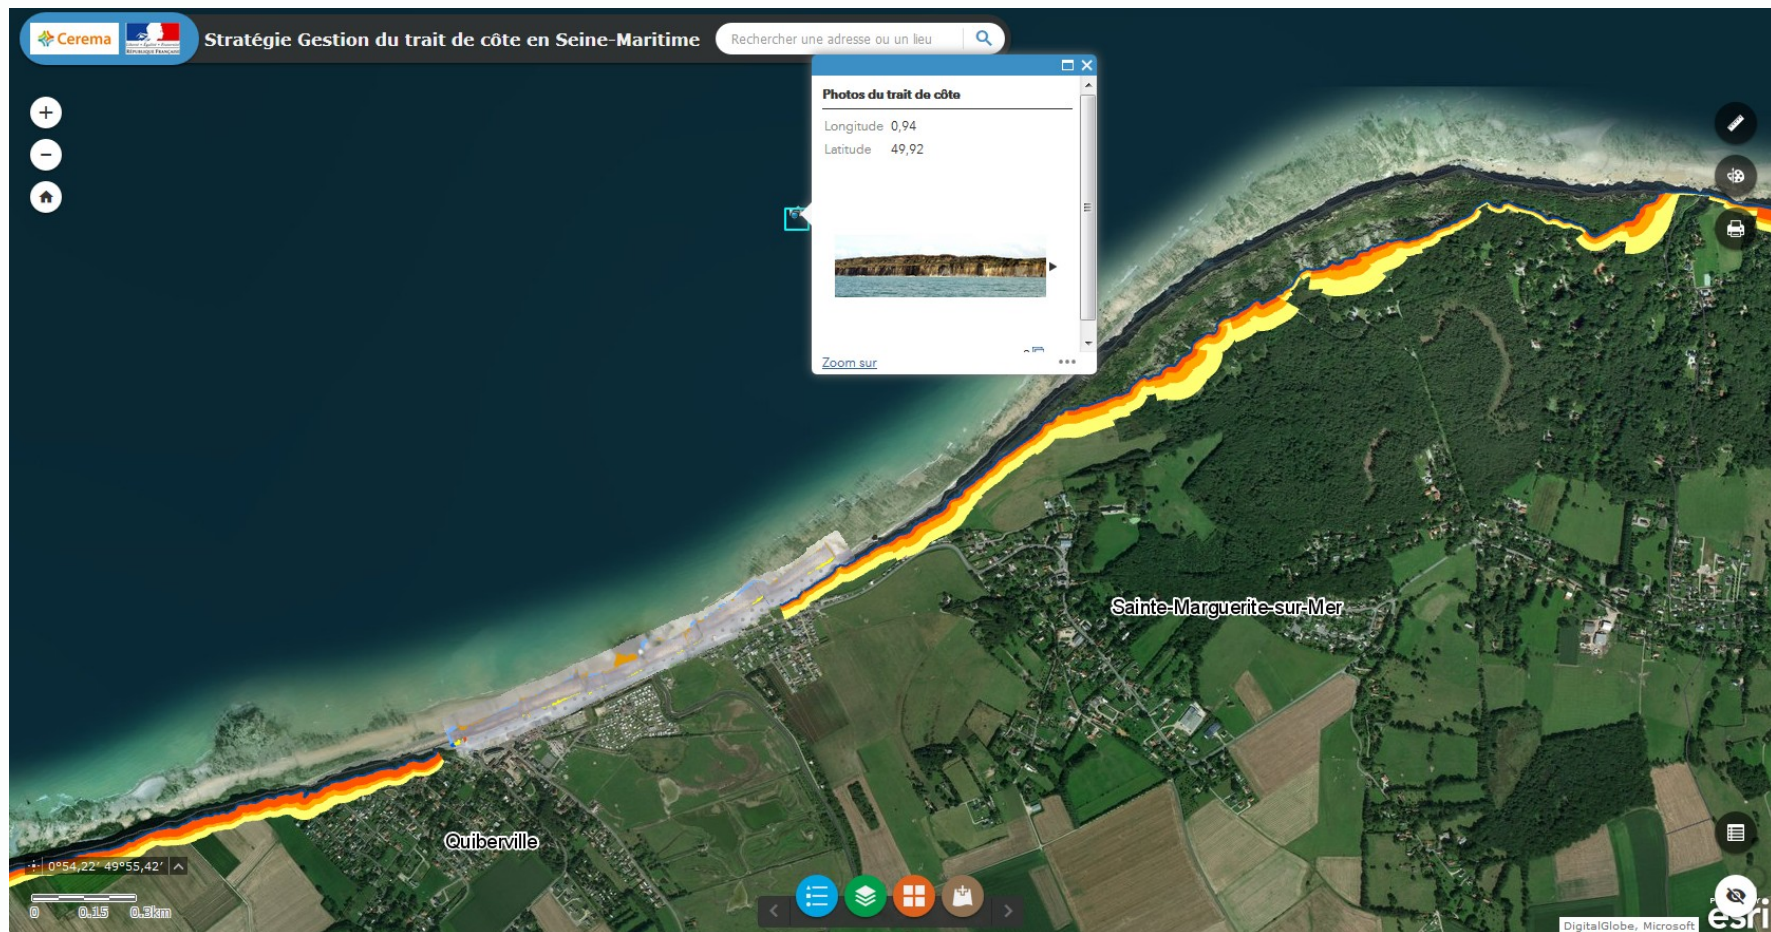 Cerema
RÉPUBLIQUE FRANÇAISE
Stratégie Gestion du trait de côte en Seine-Maritime
Rechercher une adresse ou un lieu
Photos du trait de côte
Longitude 0,94
Latitude 49,92
Zoom sur
Sainte-Marguerite-sur-Mer
Quiberville
0°54,22' 49°55,42'
0 0.15 0.3km
esri
DigitalGlobe, Microsoft